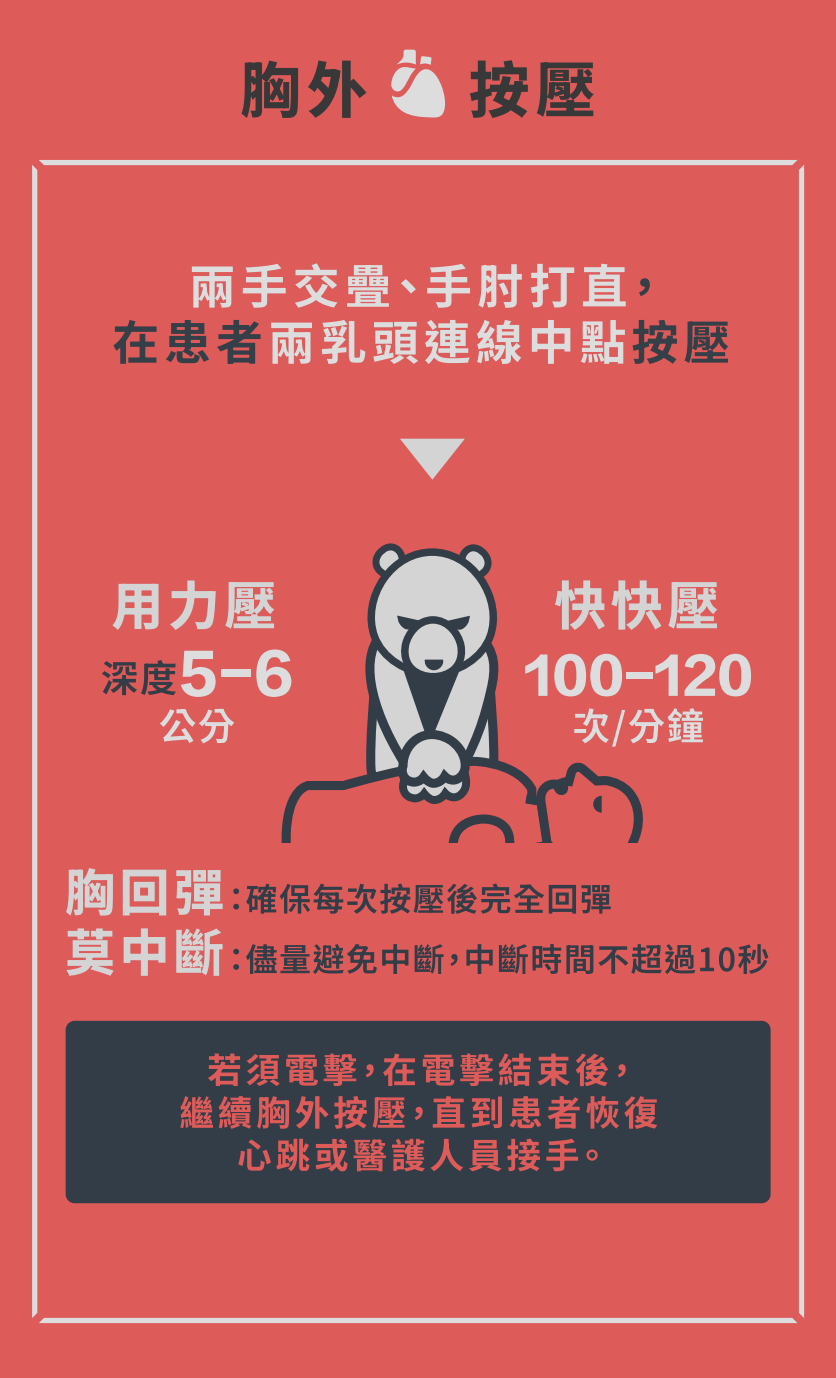 胸外按壓
兩手交疊、手肘打直，
在患者兩乳頭連線中點按壓
用力壓
深度5-6
公分
快快壓
100-120
次/分鐘
胸回彈：確保每次按壓後完全回彈
莫中斷：儘量避免中斷，中斷時間不超過10秒
若須電擊，在電擊結束後，
繼續胸外按壓，直到患者恢復
心跳或醫護人員接手。